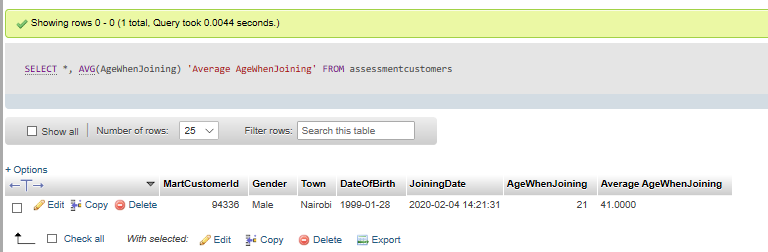 Showing rows 0 - 0 (1 total, Query took 0.0044 seconds.)
SELECT *, AVG(AgeWhenJoining) 'Average AgeWhenJoining' FROM assessmentcustomers
Show all Number of rows: 25 Filter rows: Search this table
+ Options
←T→ MartCustomerId Gender Town DateOfBirth JoiningDate AgeWhenJoining Average AgeWhenJoining
Edit Copy Delete 94336 Male Nairobi 1999-01-28 2020-02-04 14:21:31 21 41.0000
Check all With selected: Edit Copy Delete Export